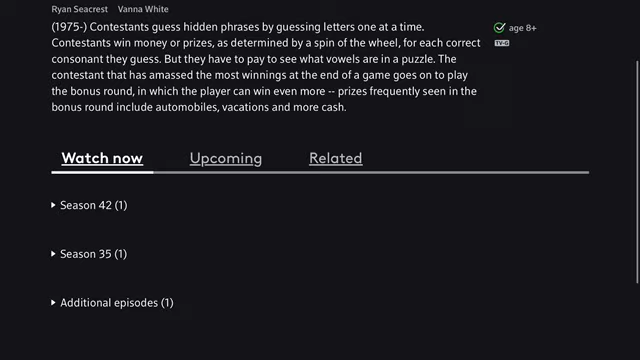 Ryan Seacrest Vanna White
(1975-) Contestants guess hidden phrases by guessing letters one at a time.
Contestants win money or prizes, as determined by a spin of the wheel, for each correct
consonant they guess. But they have to pay to see what vowels are in a puzzle. The
contestant that has amassed the most winnings at the end of a game goes on to play
the bonus round, in which the player can win even more -- prizes frequently seen in the
bonus round include automobiles, vacations and more cash.
age 8+
TV-G
Watch now Upcoming Related
Season 42 (1)
Season 35 (1)
Additional episodes (1)